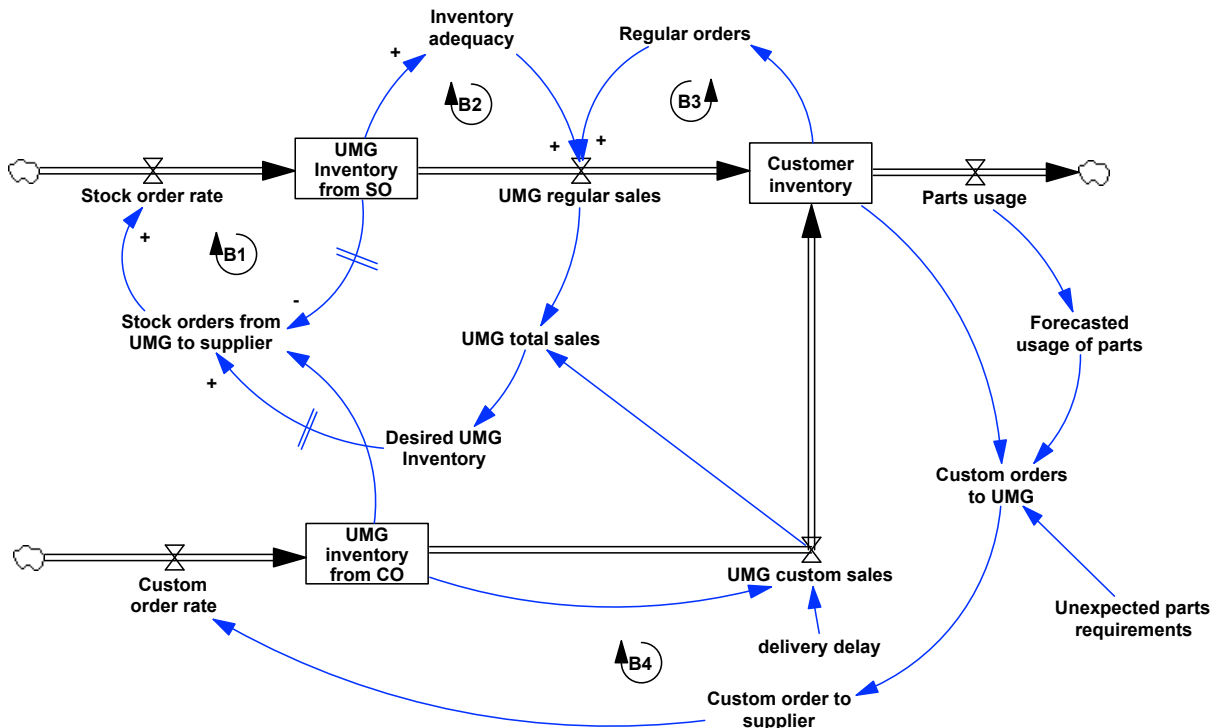 Inventory
adequacy
Regular orders
+
+
B2
B3
UMG
Inventory
from SO
Customer
inventory
+
+
Stock order rate
UMG regular sales
Parts usage
+
B1
-
Stock orders from
UMG to supplier
UMG total sales
Forecasted
usage of parts
+
Desired UMG
Inventory
Custom orders
to UMG
UMG
inventory
from CO
Custom
order rate
UMG custom sales
Unexpected parts
requirements
delivery delay
B4
Custom order to
supplier